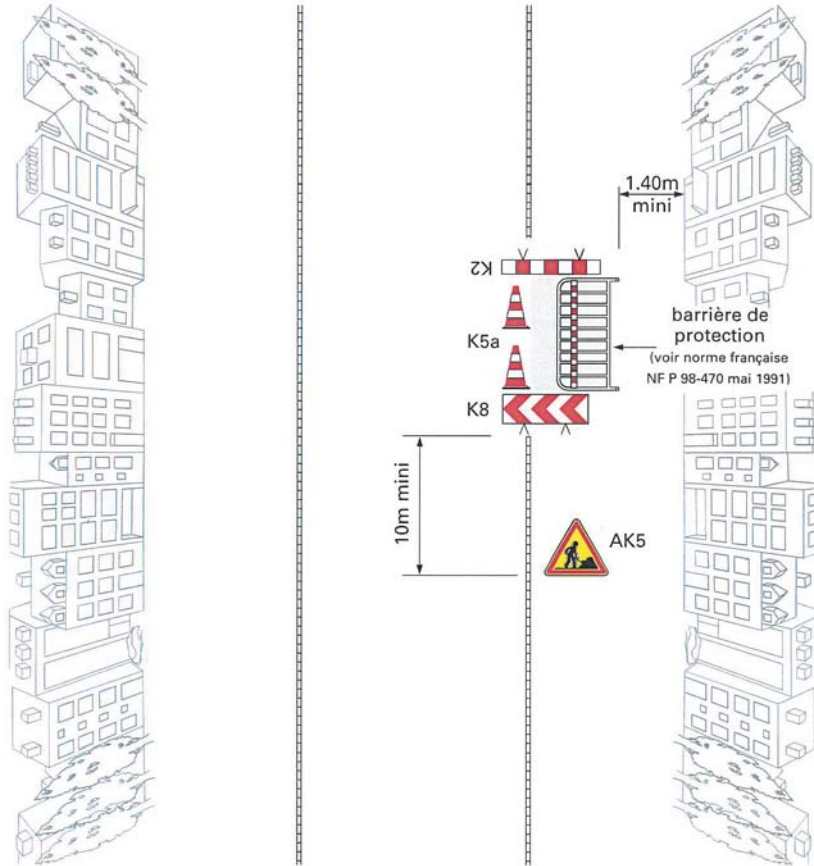 1.40m
mini
K2
K5a
barrière de
protection
(voir norme française
NF P 98-470 mai 1991)
K8
10m mini
AK5